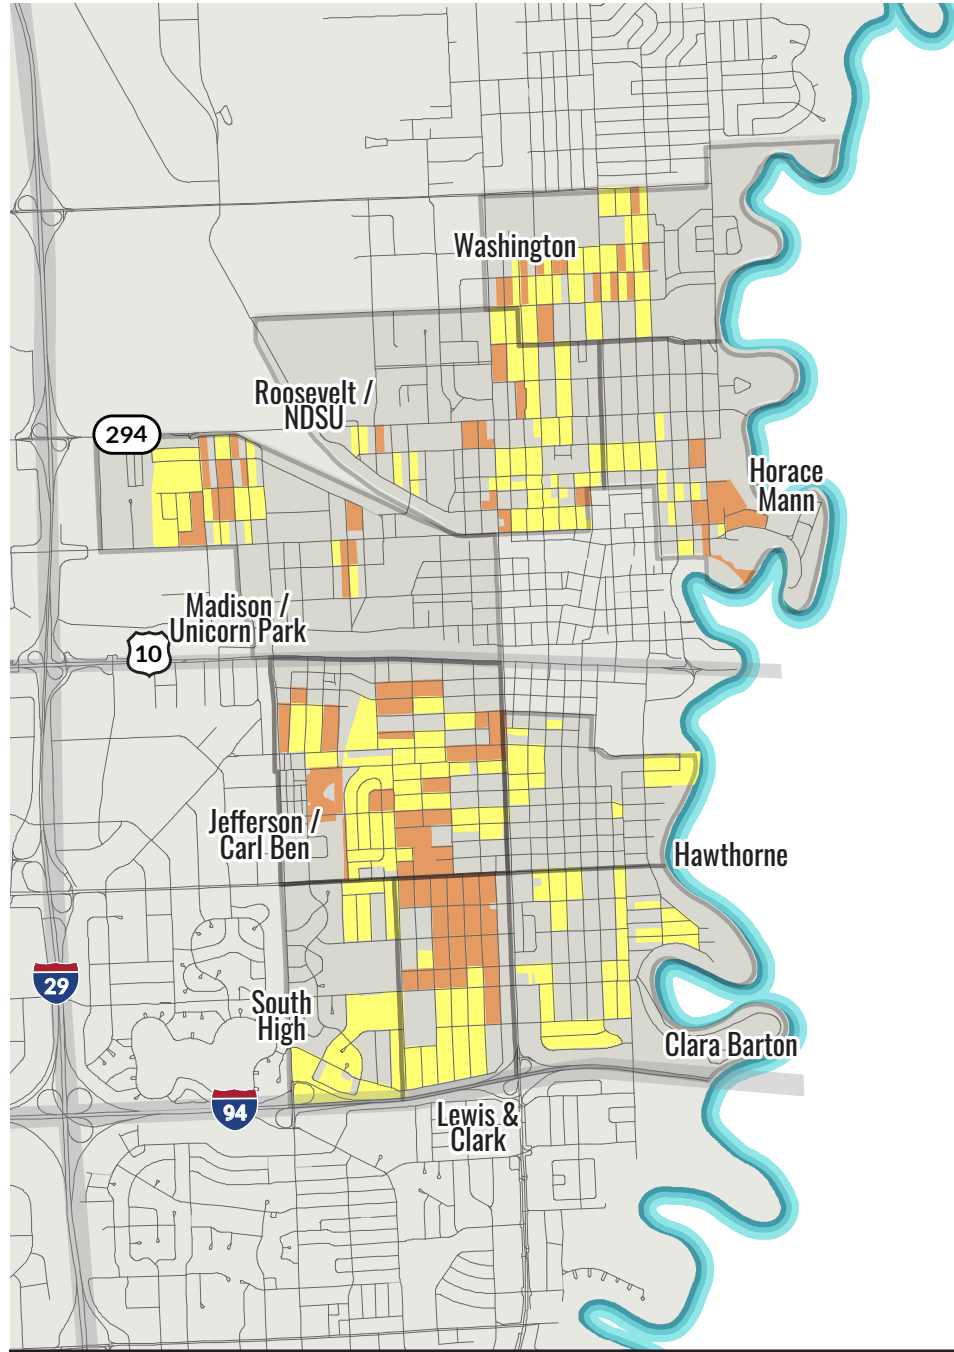 Washington
Roosevelt /
NDSU
294
Horace
Mann
Madison /
Unicorn Park
10
Jefferson /
Carl Ben
Hawthorne
29
South
High
Clara Barton
94
Lewis &
Clark